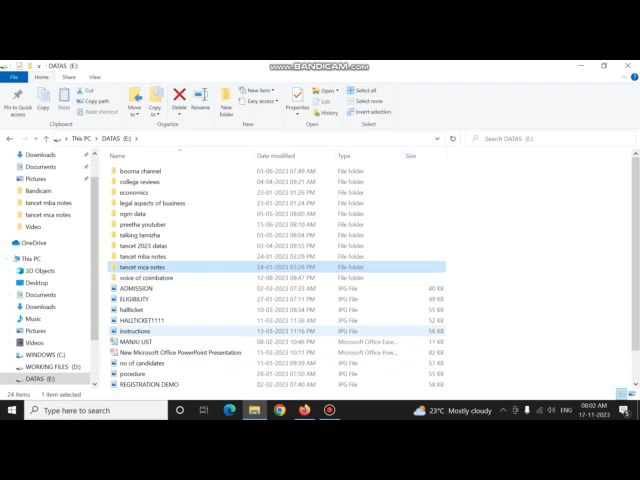 www.BANDICAM.com
DATAS (E:)
File Home Share View
Pin to Quick access Copy Paste Cut Copy path Paste shortcut Move to Copy to Delete Rename New folder New item Easy access Properties Open Edit History Select all Select none Invert selection
Clipboard Organize New Open Select
This PC DATAS (E:) Search DATAS (E:)
Name Date modified Type Size
Downloads
Documents
Pictures
Bandicam
tancet mba notes
tancet mca notes
Video
OneDrive
This PC
3D Objects
Desktop
Documents
Downloads
Music
Pictures
Videos
WINDOWS (C:)
WORKING FILES (D:)
DATAS (E:)
booma channel 03-06-2023 07:49 AM File folder
college reviews 04-04-2023 09:21 AM File folder
economics 23-01-2023 01:26 PM File folder
legal aspects of business 23-01-2023 01:24 PM File folder
ngm data 05-05-2023 08:00 AM File folder
preetha youtuber 15-06-2023 08:10 AM File folder
talking tamizha 03-05-2023 08:04 PM File folder
tancet 2023 datas 03-04-2023 09:55 PM File folder
tancet mba notes 24-01-2023 03:29 PM File folder
tancet mca notes 24-01-2023 03:28 PM File folder
voice of coimbatore 12-08-2023 08:47 PM File folder
ADMISSION 02-03-2023 07:33 AM JPG File 40 KB
ELIGIBILITY 27-01-2023 07:11 PM JPG File 49 KB
hallticket 10-01-2023 08:34 PM JPG File 55 KB
HALLTICKET1111 11-03-2023 11:36 AM JPG File 52 KB
instructions 13-03-2023 11:16 PM JPG File 56 KB
MANJU LIST 08-02-2023 10:46 PM Microsoft Office Exce... 11 KB
New Microsoft Office PowerPoint Presentation 15-03-2023 10:11 PM Microsoft Office Pow... 82 KB
no of candidates 11-03-2023 09:39 AM JPG File 57 KB
pocedure 28-01-2023 07:50 AM JPG File 55 KB
REGISTRATION DEMO 02-02-2023 07:40 AM JPG File 58 KB
24 items 1 item selected
Type here to search 23°C Mostly cloudy ENG 08:02 AM
17-11-2023